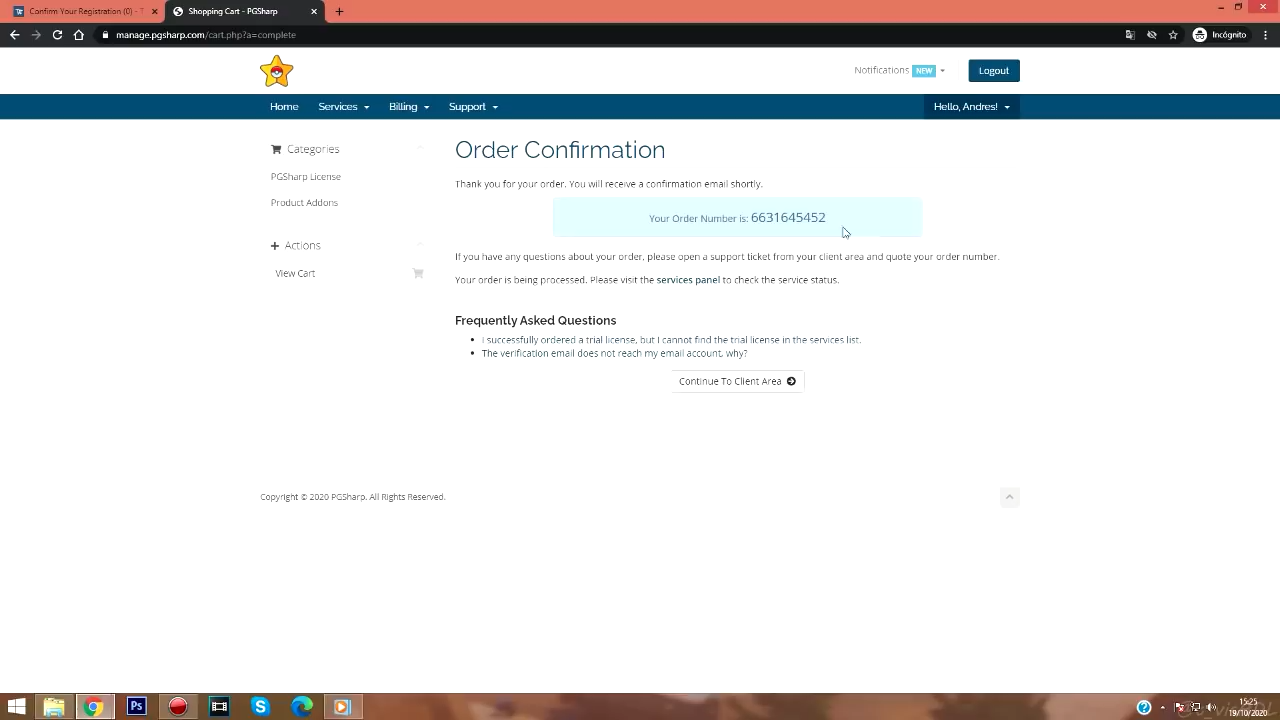 Confirm Your Registration (0) - T
Shopping Cart - PGSharp
manage.pgsharp.com/cart.php?a=complete
Incógnito
Notifications NEW
Logout
Home
Services
Billing
Support
Hello, Andres!
Categories
PGSharp License
Product Addons
Actions
View Cart
Order Confirmation
Thank you for your order. You will receive a confirmation email shortly.
Your Order Number is: 6631645452
If you have any questions about your order, please open a support ticket from your client area and quote your order number.
Your order is being processed. Please visit the services panel to check the service status.
Frequently Asked Questions
I successfully ordered a trial license, but I cannot find the trial license in the services list.
The verification email does not reach my email account, why?
Continue To Client Area
Copyright © 2020 PGSharp. All Rights Reserved.
Ps
15:25
19/10/2020